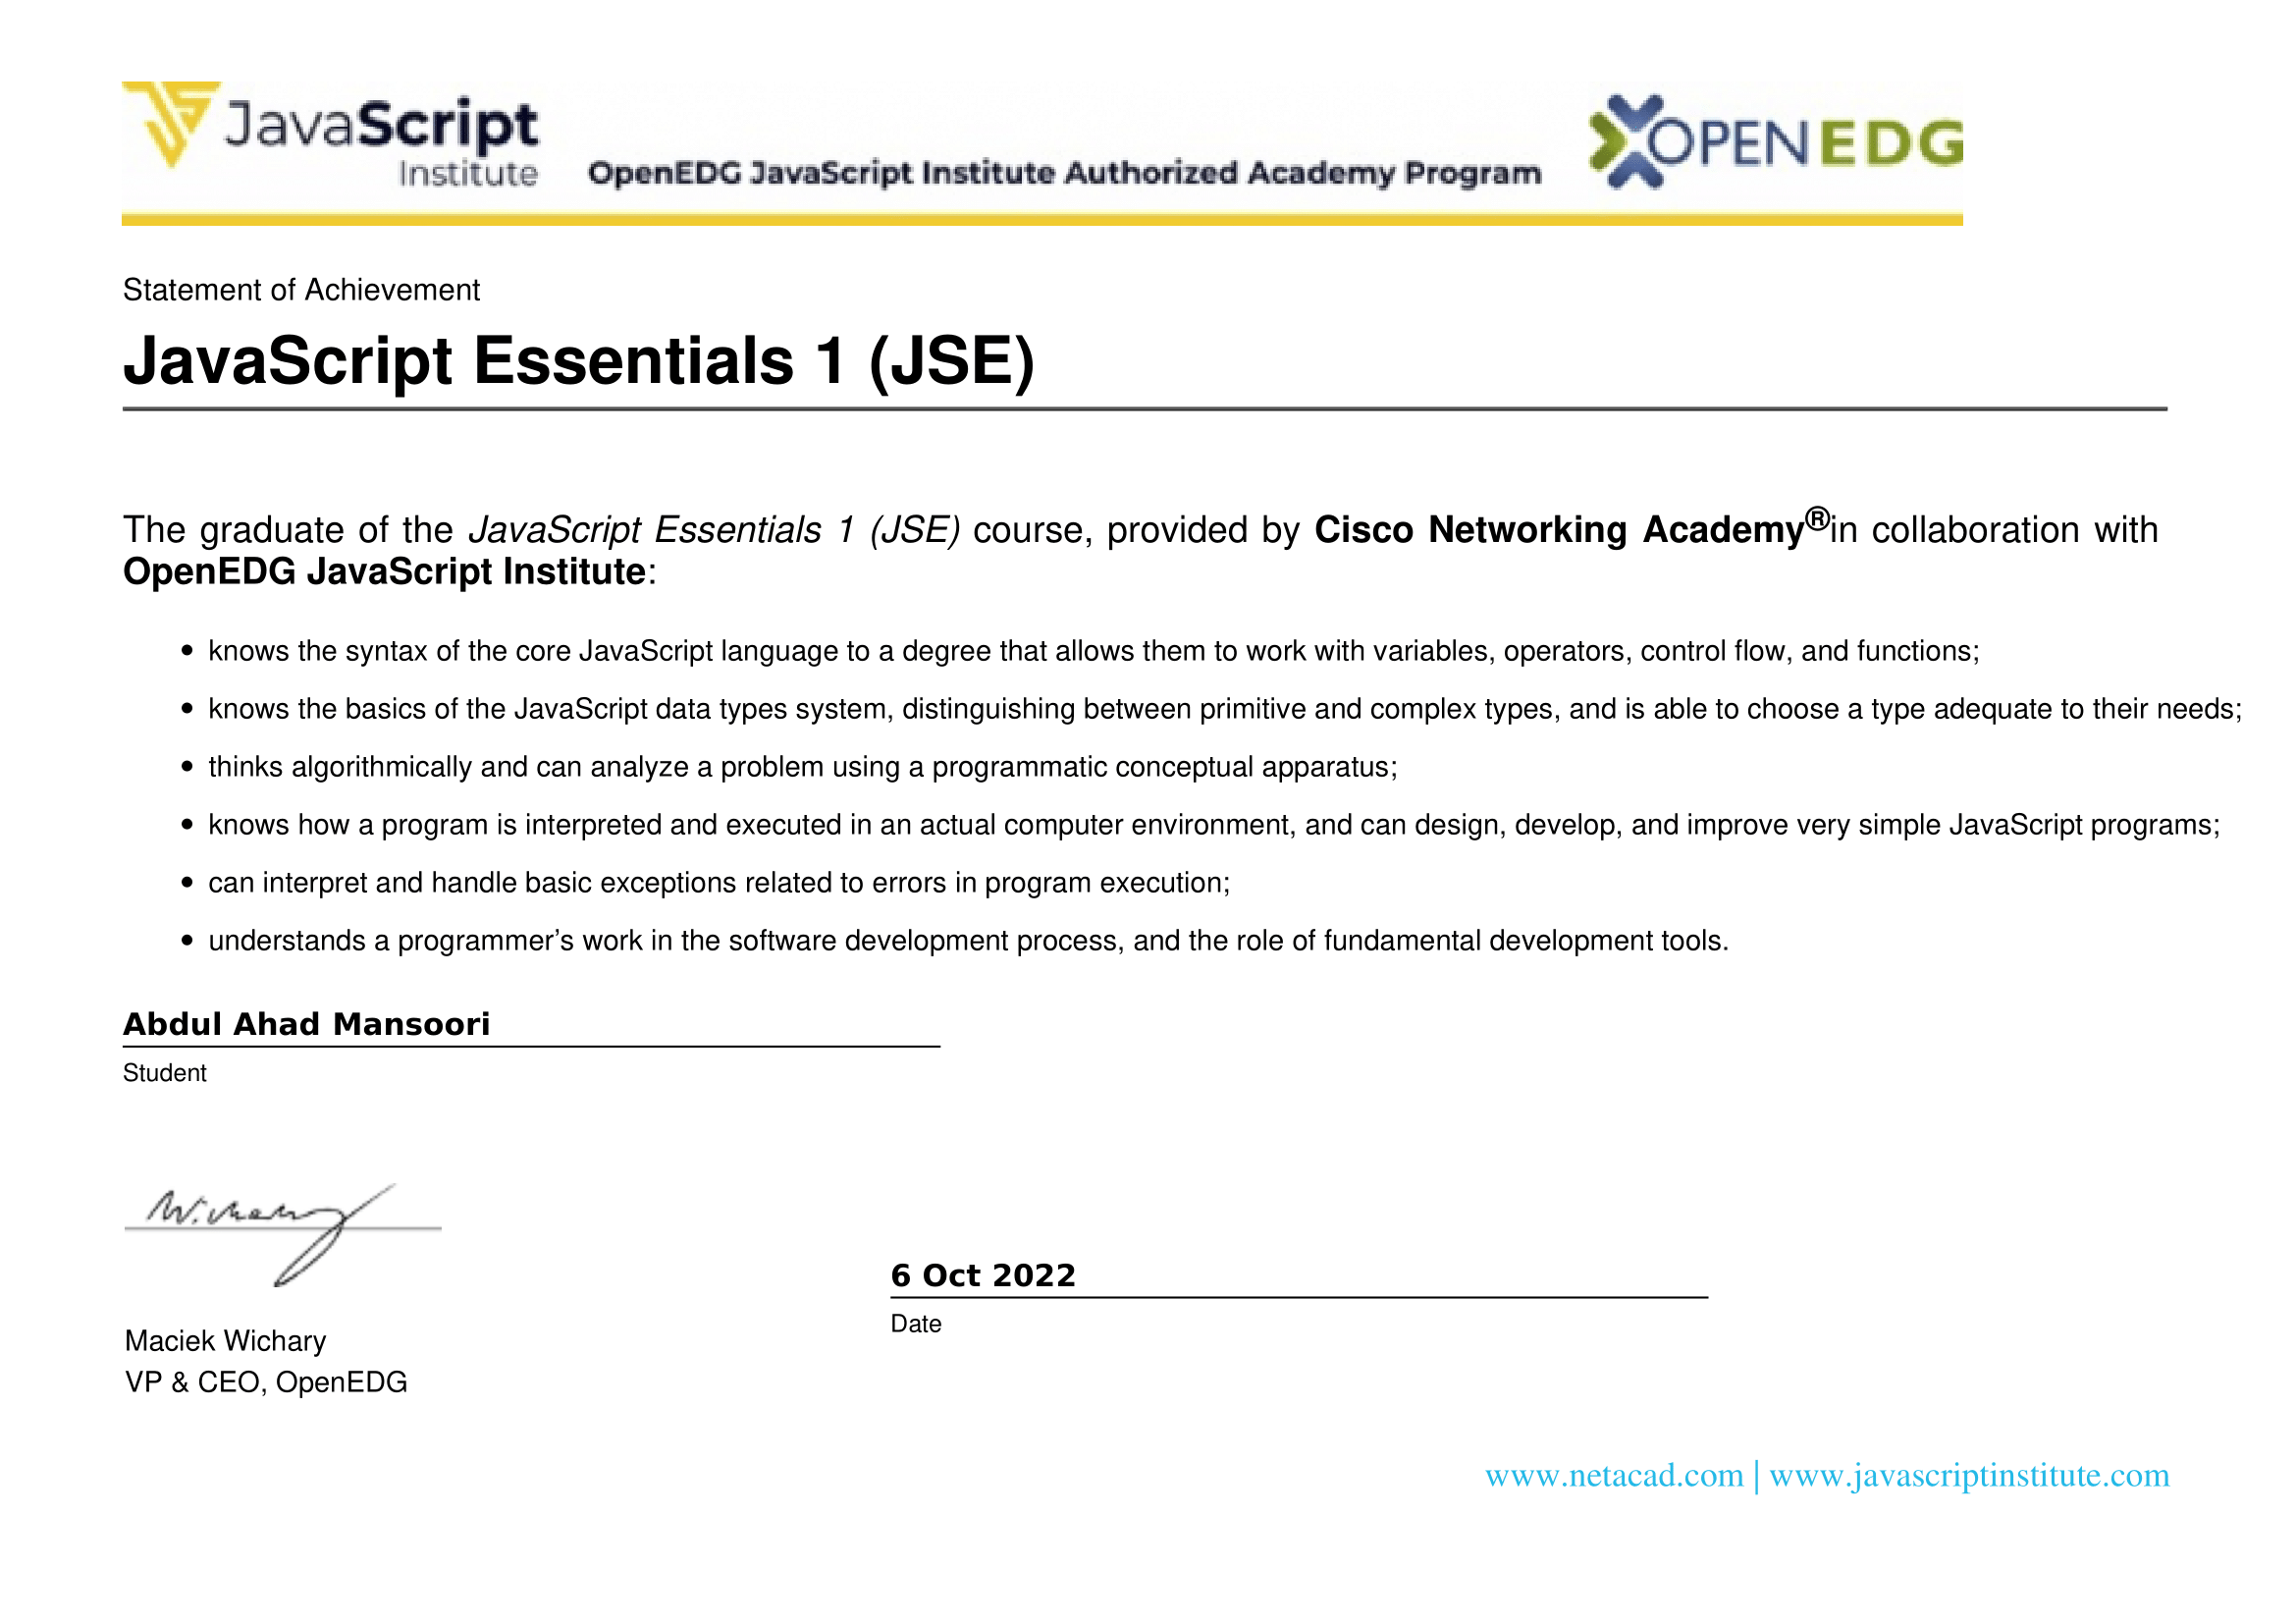 JavaScript
Institute
OpenEDG JavaScript Institute Authorized Academy Program
OPENEDG
Statement of Achievement
JavaScript Essentials 1 (JSE)
The graduate of the JavaScript Essentials 1 (JSE) course, provided by Cisco Networking Academy®in collaboration with
OpenEDG JavaScript Institute:
• knows the syntax of the core JavaScript language to a degree that allows them to work with variables, operators, control flow, and functions;
• knows the basics of the JavaScript data types system, distinguishing between primitive and complex types, and is able to choose a type adequate to their needs;
• thinks algorithmically and can analyze a problem using a programmatic conceptual apparatus;
• knows how a program is interpreted and executed in an actual computer environment, and can design, develop, and improve very simple JavaScript programs;
• can interpret and handle basic exceptions related to errors in program execution;
• understands a programmer’s work in the software development process, and the role of fundamental development tools.
Abdul Ahad Mansoori
Student
W.chary
6 Oct 2022
Date
Maciek Wichary
VP & CEO, OpenEDG
www.netacad.com | www.javascriptinstitute.com